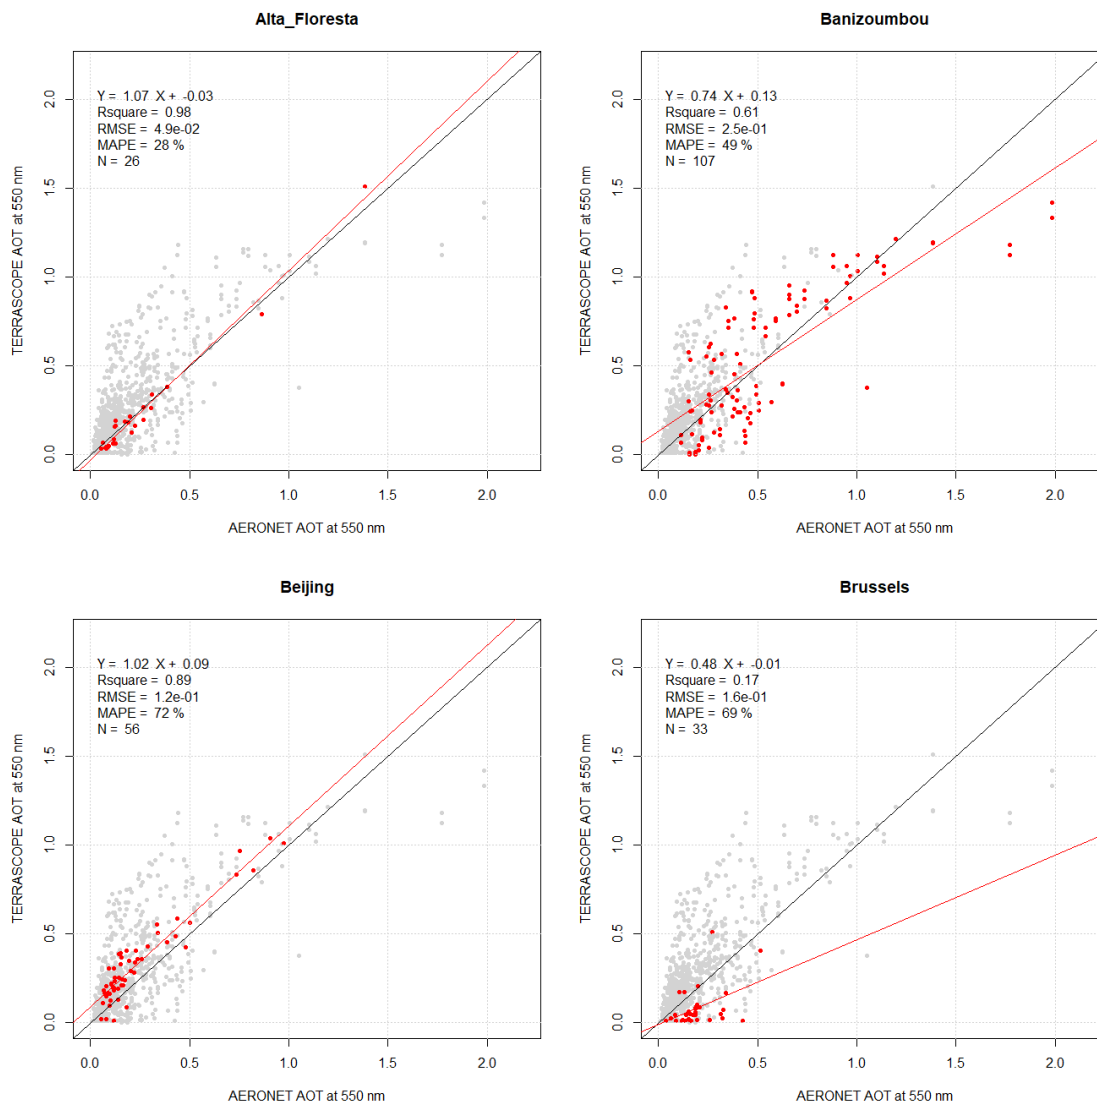 Alta_Floresta
Y = 1.07 X + -0.03
Rsquare = 0.98
RMSE = 4.9e-02
MAPE = 28 %
N = 26
TERRASCOPE AOT at 550 nm
0.0 0.5 1.0 1.5 2.0
0.0 0.5 1.0 1.5 2.0
AERONET AOT at 550 nm
Banizoumbou
Y = 0.74 X + 0.13
Rsquare = 0.61
RMSE = 2.5e-01
MAPE = 49 %
N = 107
TERRASCOPE AOT at 550 nm
0.0 0.5 1.0 1.5 2.0
0.0 0.5 1.0 1.5 2.0
AERONET AOT at 550 nm
Beijing
Y = 1.02 X + 0.09
Rsquare = 0.89
RMSE = 1.2e-01
MAPE = 72 %
N = 56
TERRASCOPE AOT at 550 nm
0.0 0.5 1.0 1.5 2.0
0.0 0.5 1.0 1.5 2.0
AERONET AOT at 550 nm
Brussels
Y = 0.48 X + -0.01
Rsquare = 0.17
RMSE = 1.6e-01
MAPE = 69 %
N = 33
TERRASCOPE AOT at 550 nm
0.0 0.5 1.0 1.5 2.0
0.0 0.5 1.0 1.5 2.0
AERONET AOT at 550 nm